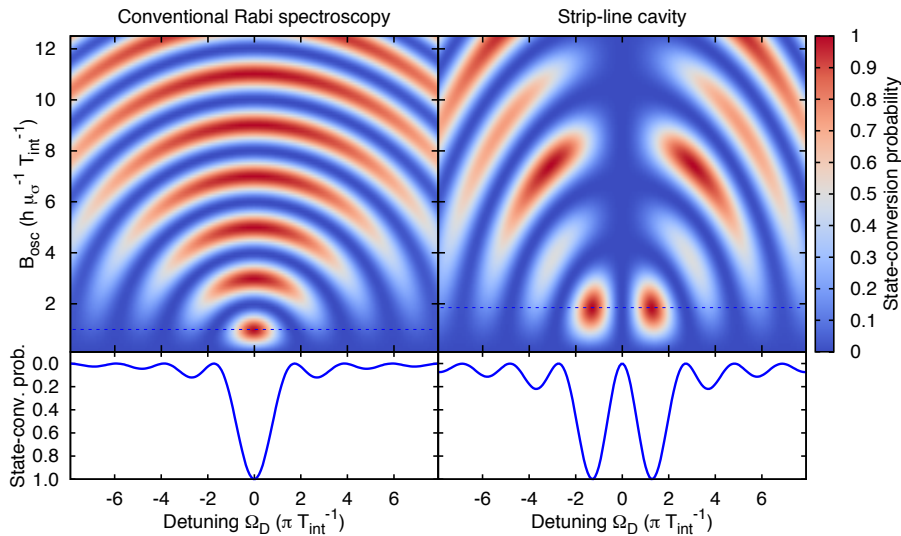 Conventional Rabi spectroscopy
Strip-line cavity
B_osc (h μ_σ^-1 T_int^-1)
12
10
8
6
4
2
State-conversion probability
1
0.9
0.8
0.7
0.6
0.5
0.4
0.3
0.2
0.1
0
State-conv. prob.
0.0
0.2
0.4
0.6
0.8
1.0
-6 -4 -2 0 2 4 6
-6 -4 -2 0 2 4 6
Detuning Ω_D (π T_int^-1)
Detuning Ω_D (π T_int^-1)